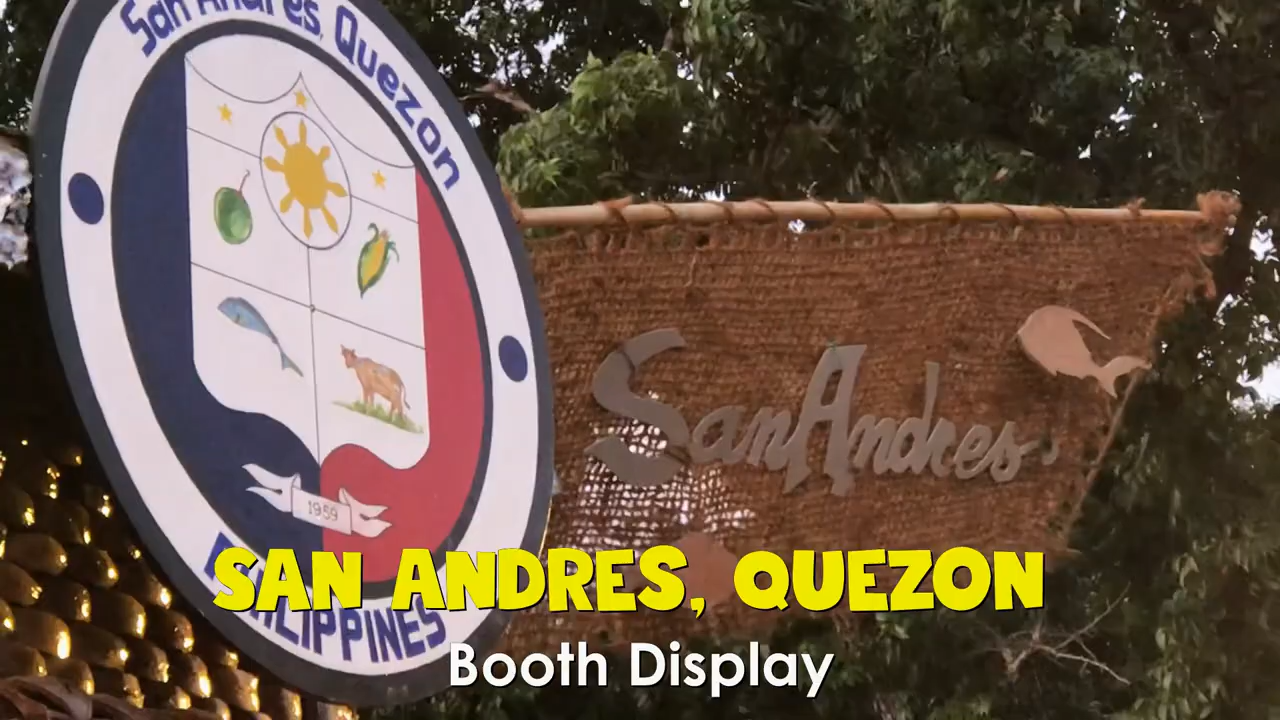 San Andres, Quezon
1959
PHILIPPINES
San Andres
SAN ANDRES, QUEZON
Booth Display